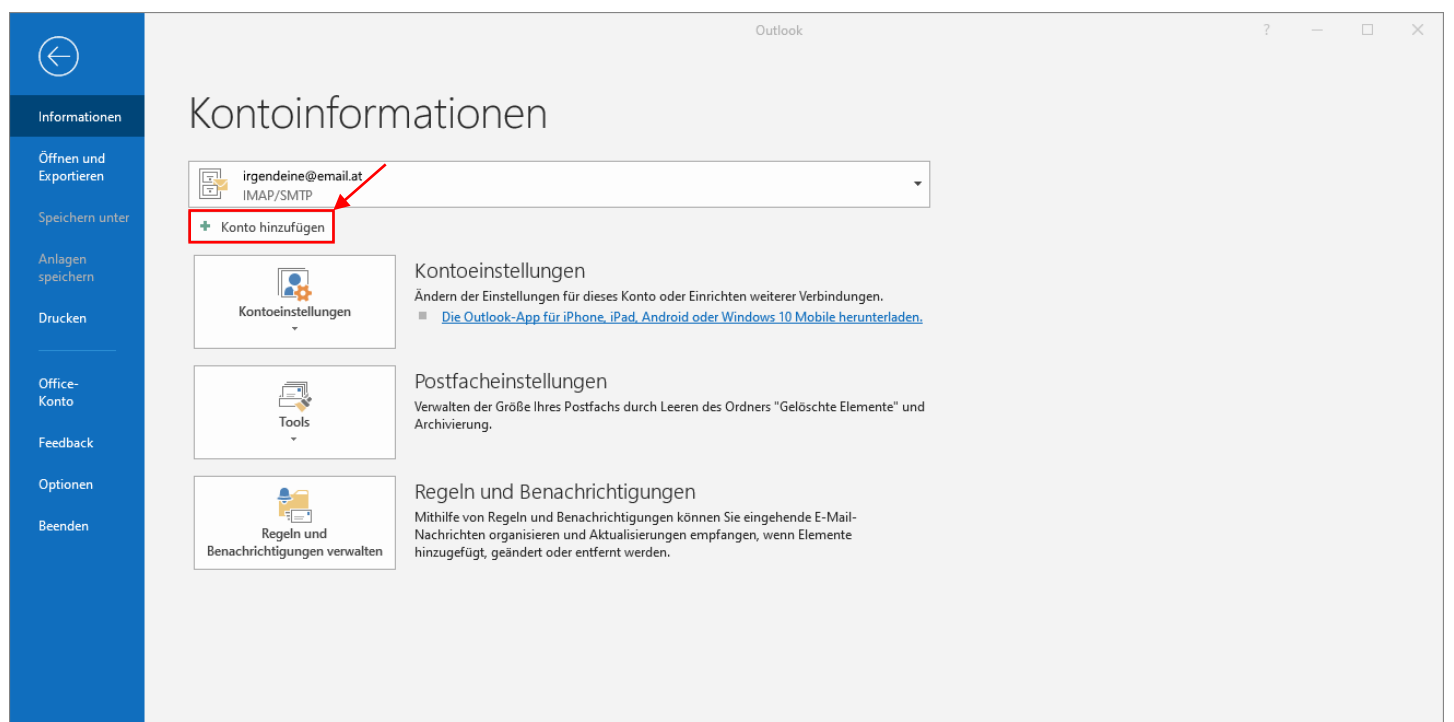 Outlook
?
Informationen
Öffnen und
Exportieren
Speichern unter
Anlagen
speichern
Drucken
Office-
Konto
Feedback
Optionen
Beenden
Kontoinformationen
irgendeine@email.at
IMAP/SMTP
Konto hinzufügen
Kontoeinstellungen
Kontoeinstellungen
Ändern der Einstellungen für dieses Konto oder Einrichten weiterer Verbindungen.
Die Outlook-App für iPhone, iPad, Android oder Windows 10 Mobile herunterladen.
Tools
Postfacheinstellungen
Verwalten der Größe Ihres Postfachs durch Leeren des Ordners "Gelöschte Elemente" und
Archivierung.
Regeln und
Benachrichtigungen verwalten
Regeln und Benachrichtigungen
Mithilfe von Regeln und Benachrichtigungen können Sie eingehende E-Mail-
Nachrichten organisieren und Aktualisierungen empfangen, wenn Elemente
hinzugefügt, geändert oder entfernt werden.